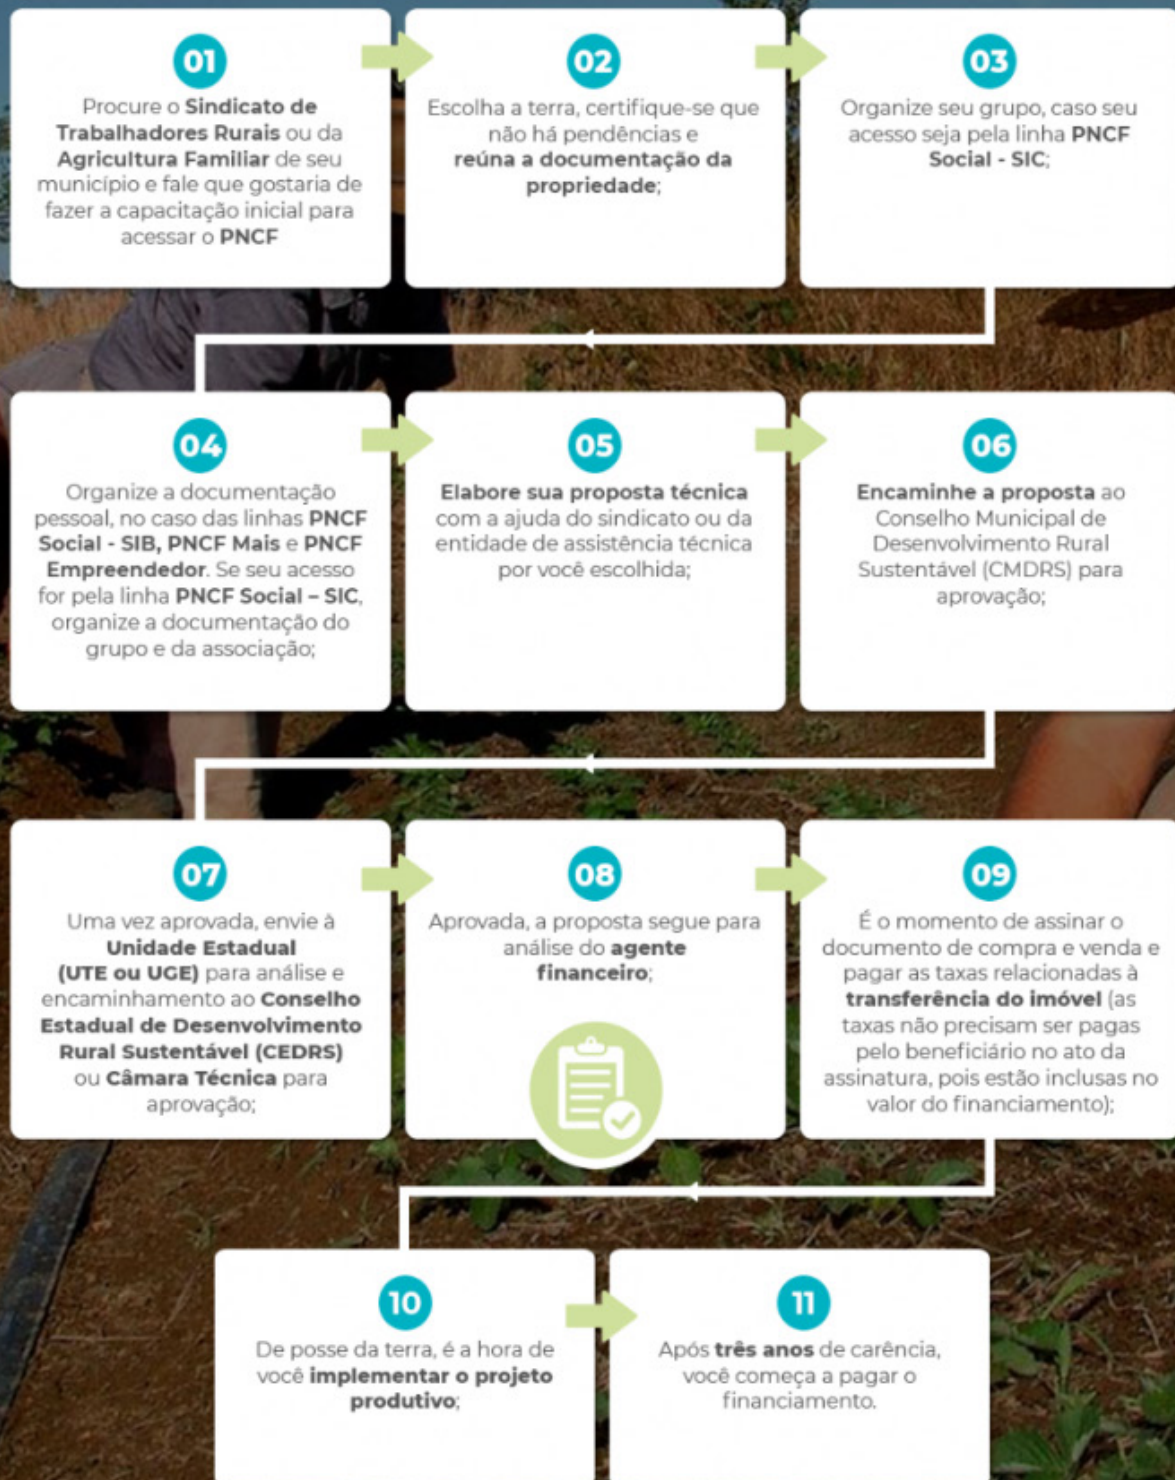 01
Procure o Sindicato de
Trabalhadores Rurais ou da
Agricultura Familiar de seu
município e fale que gostaria de
fazer a capacitação inicial para
acessar o PNCF
02
Escolha a terra, certifique-se que
não há pendências e
reúna a documentação da
propriedade;
03
Organize seu grupo, caso seu
acesso seja pela linha PNCF
Social - SIC;
04
Organize a documentação
pessoal, no caso das linhas PNCF
Social - SIB, PNCF Mais e PNCF
Empreendedor. Se seu acesso
for pela linha PNCF Social – SIC,
organize a documentação do
grupo e da associação;
05
Elabore sua proposta técnica
com a ajuda do sindicato ou da
entidade de assistência técnica
por você escolhida;
06
Encaminhe a proposta ao
Conselho Municipal de
Desenvolvimento Rural
Sustentável (CMDRS) para
aprovação;
07
Uma vez aprovada, envie à
Unidade Estadual
(UTE ou UGE) para análise e
encaminhamento ao Conselho
Estadual de Desenvolvimento
Rural Sustentável (CEDRS)
ou Câmara Técnica para
aprovação;
08
Aprovada, a proposta segue para
análise do agente
financeiro;
09
É o momento de assinar o
documento de compra e venda e
pagar as taxas relacionadas à
transferência do imóvel (as
taxas não precisam ser pagas
pelo beneficiário no ato da
assinatura, pois estão inclusas no
valor do financiamento);
10
De posse da terra, é a hora de
você implementar o projeto
produtivo;
11
Após três anos de carência,
você começa a pagar o
financiamento.